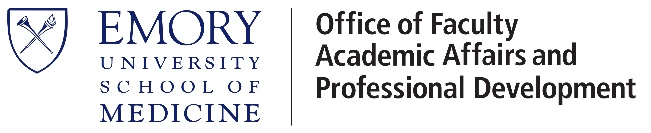 EMORY
UNIVERSITY
SCHOOL OF
MEDICINE
Office of Faculty
Academic Affairs and
Professional Development